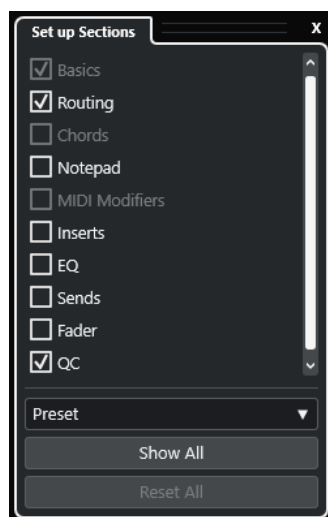 Set up Sections X
Basics
Routing
Chords
Notepad
MIDI Modifiers
Inserts
EQ
Sends
Fader
QC
Preset
Show All
Reset All